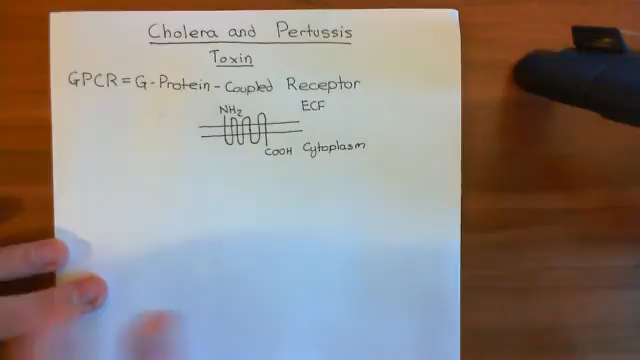 Cholera and Pertussis
Toxin
GPCR = G-Protein-Coupled Receptor
NH2 ECF
COOH Cytoplasm